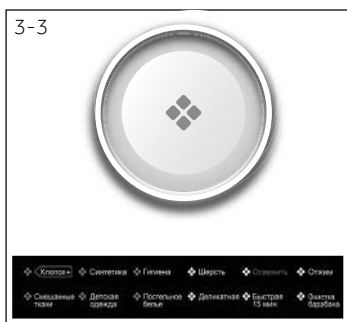 3-3
Хлопок+ Синтетика Гигиена Шерсть Освежить Отжим
Смешанные Детская Постельное Деликатная Быстрая Очистка
ткани одежда белье 15 мин барабана